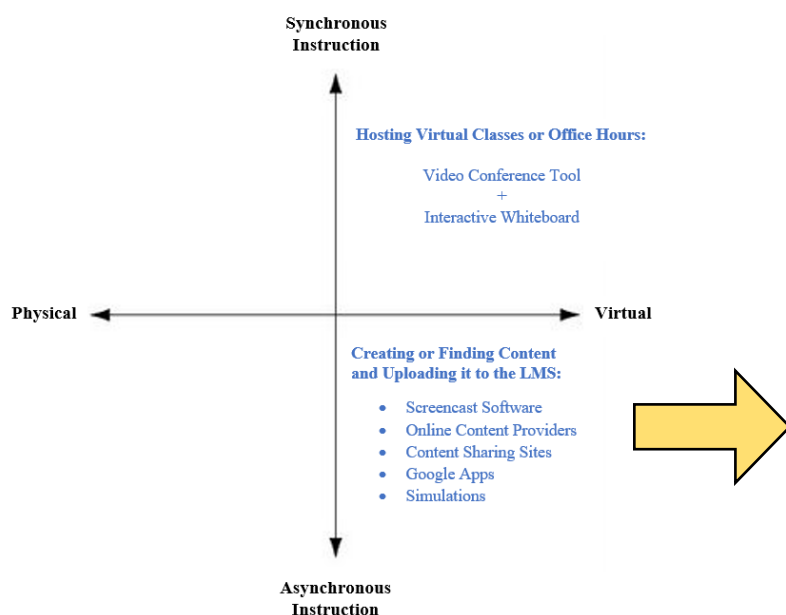 Synchronous
Instruction
Hosting Virtual Classes or Office Hours:
Video Conference Tool
+
Interactive Whiteboard
Physical
Virtual
Creating or Finding Content
and Uploading it to the LMS:
• Screencast Software
• Online Content Providers
• Content Sharing Sites
• Google Apps
• Simulations
Asynchronous
Instruction